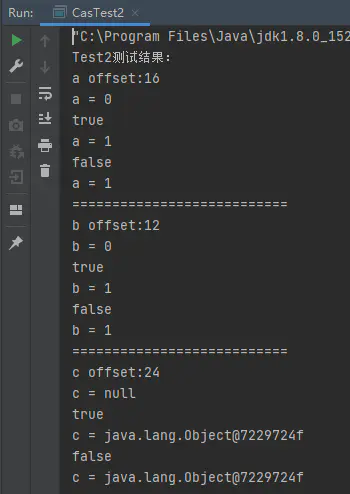 Run: CasTest2 ×
"C:\Program Files\Java\jdk1.8.0_152
Test2测试结果:
a offset:16
a = 0
true
a = 1
false
a = 1
===========================
b offset:12
b = 0
true
b = 1
false
b = 1
===========================
c offset:24
c = null
true
c = java.lang.Object@7229724f
false
c = java.lang.Object@7229724f